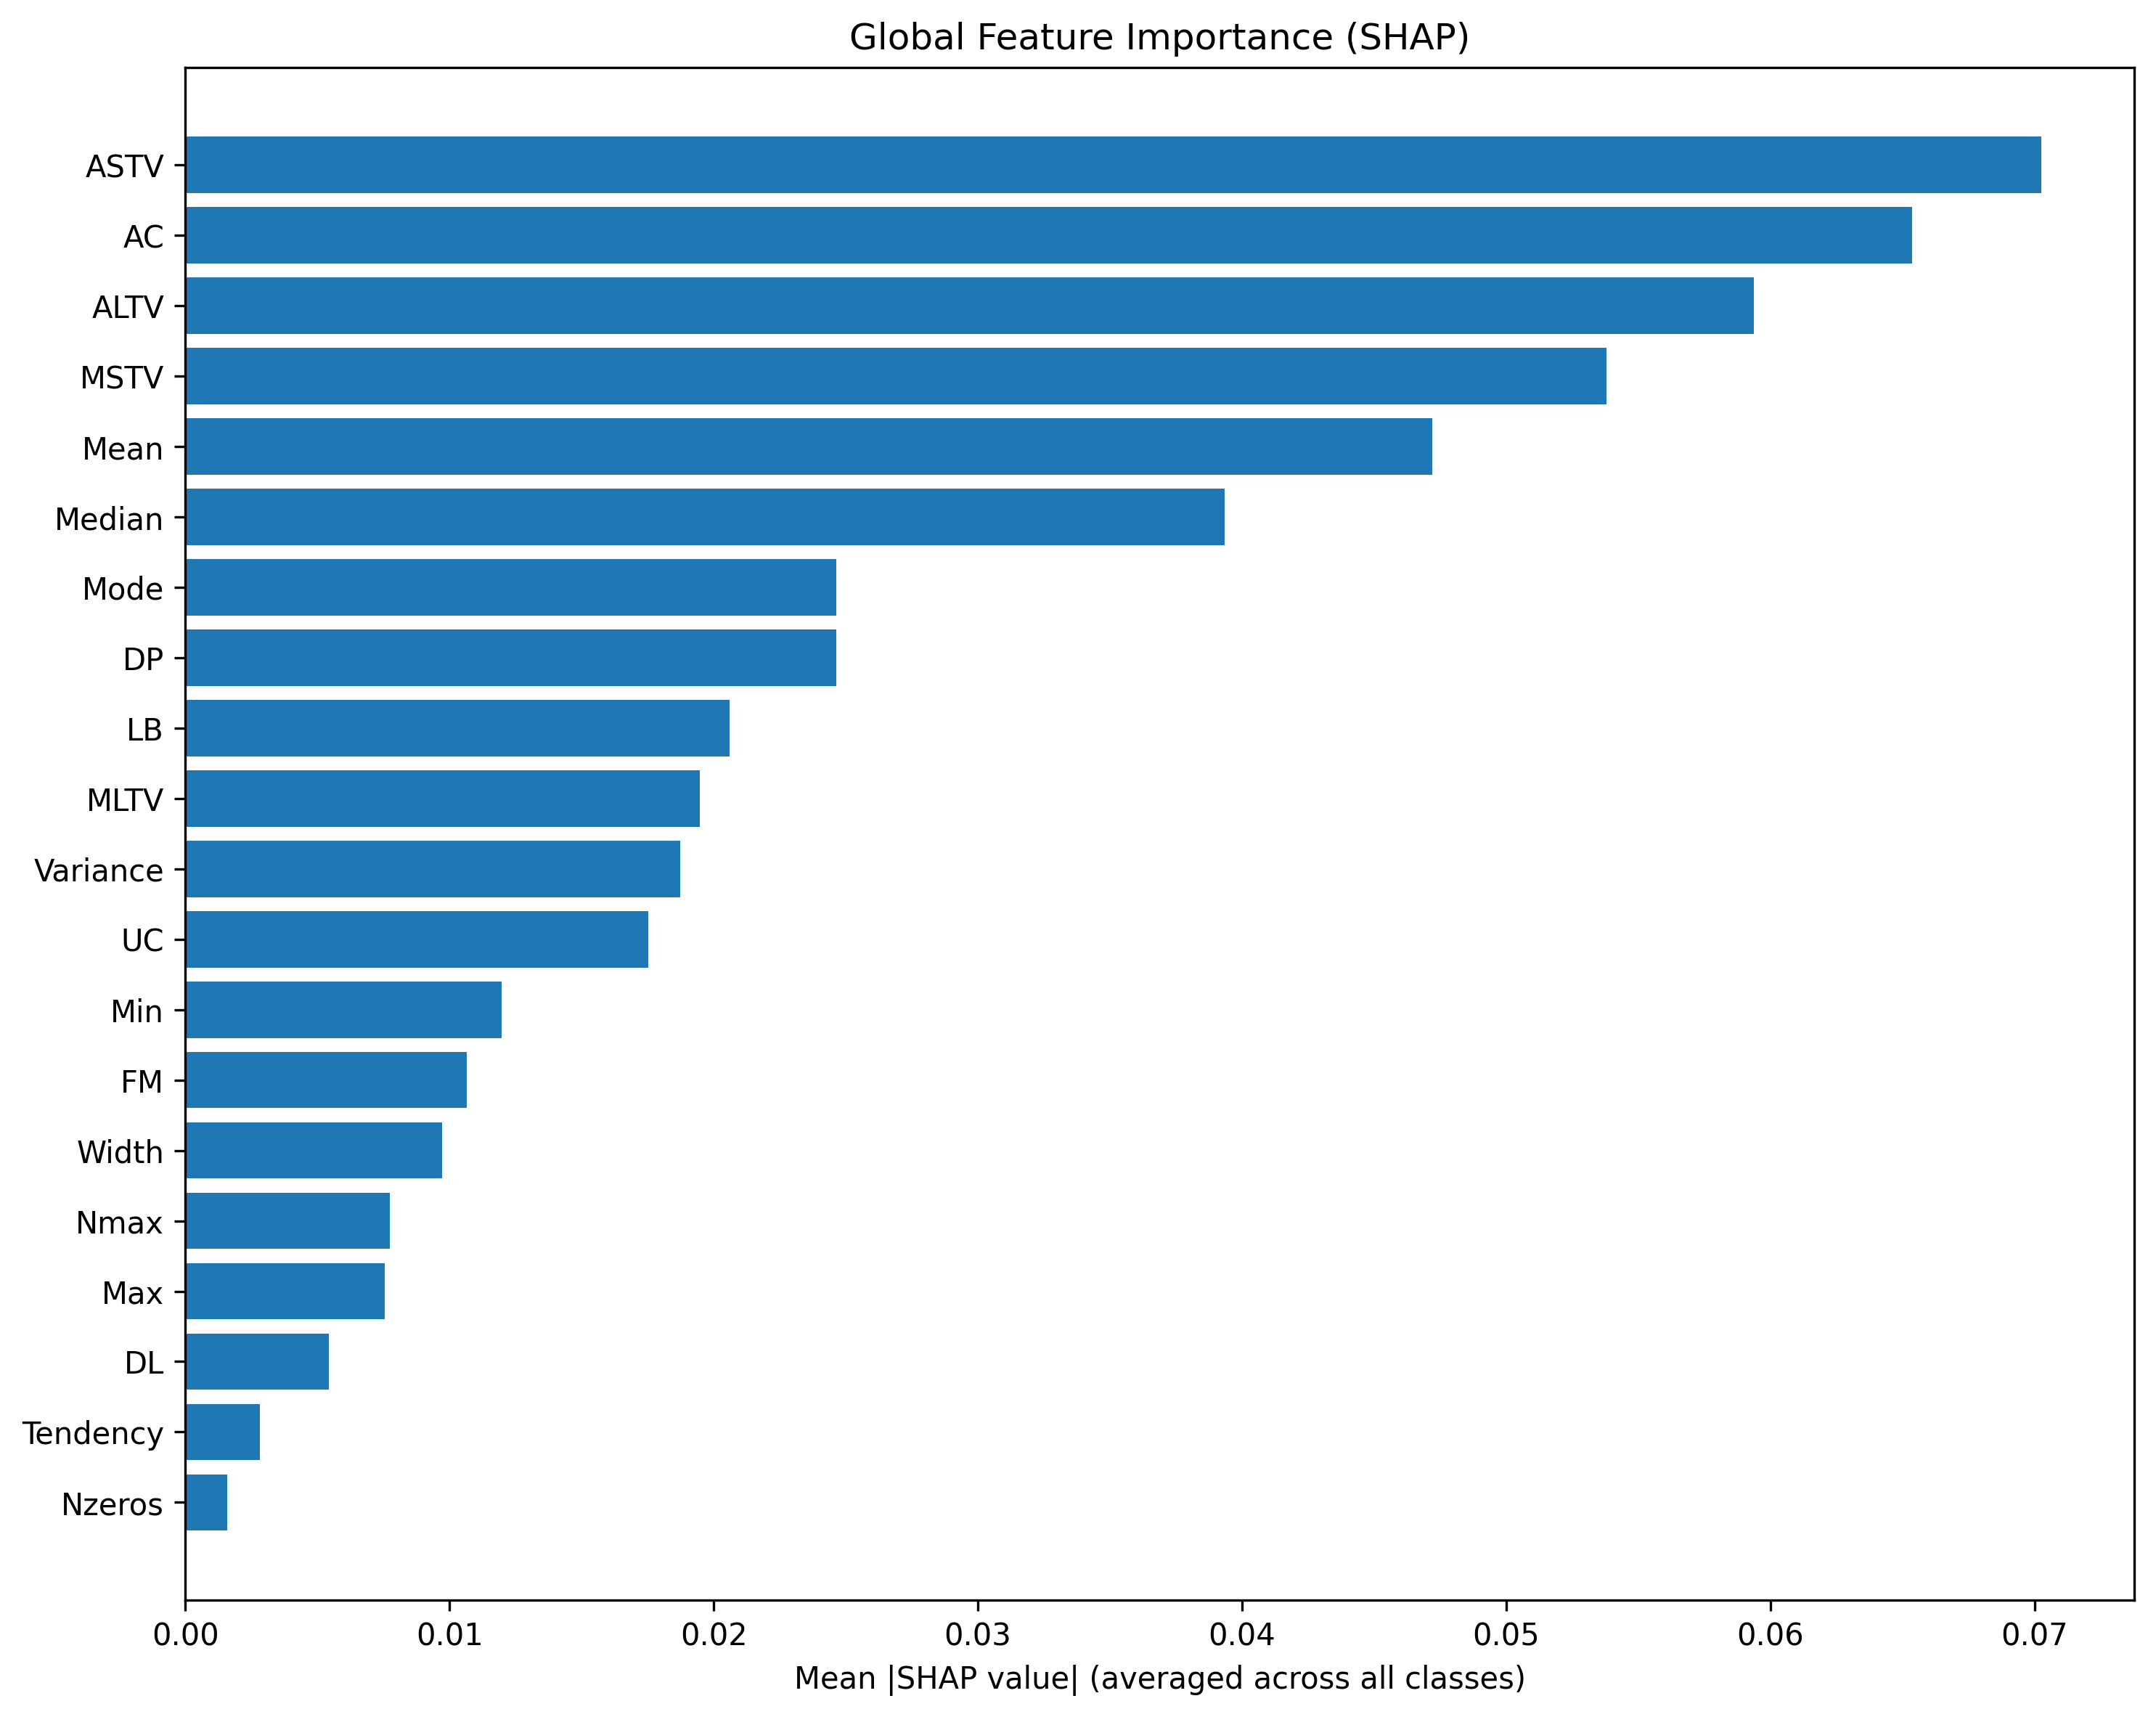 Global Feature Importance (SHAP)
ASTV
AC
ALTV
MSTV
Mean
Median
Mode
DP
LB
MLTV
Variance
UC
Min
FM
Width
Nmax
Max
DL
Tendency
Nzeros
0.00 0.01 0.02 0.03 0.04 0.05 0.06 0.07
Mean |SHAP value| (averaged across all classes)